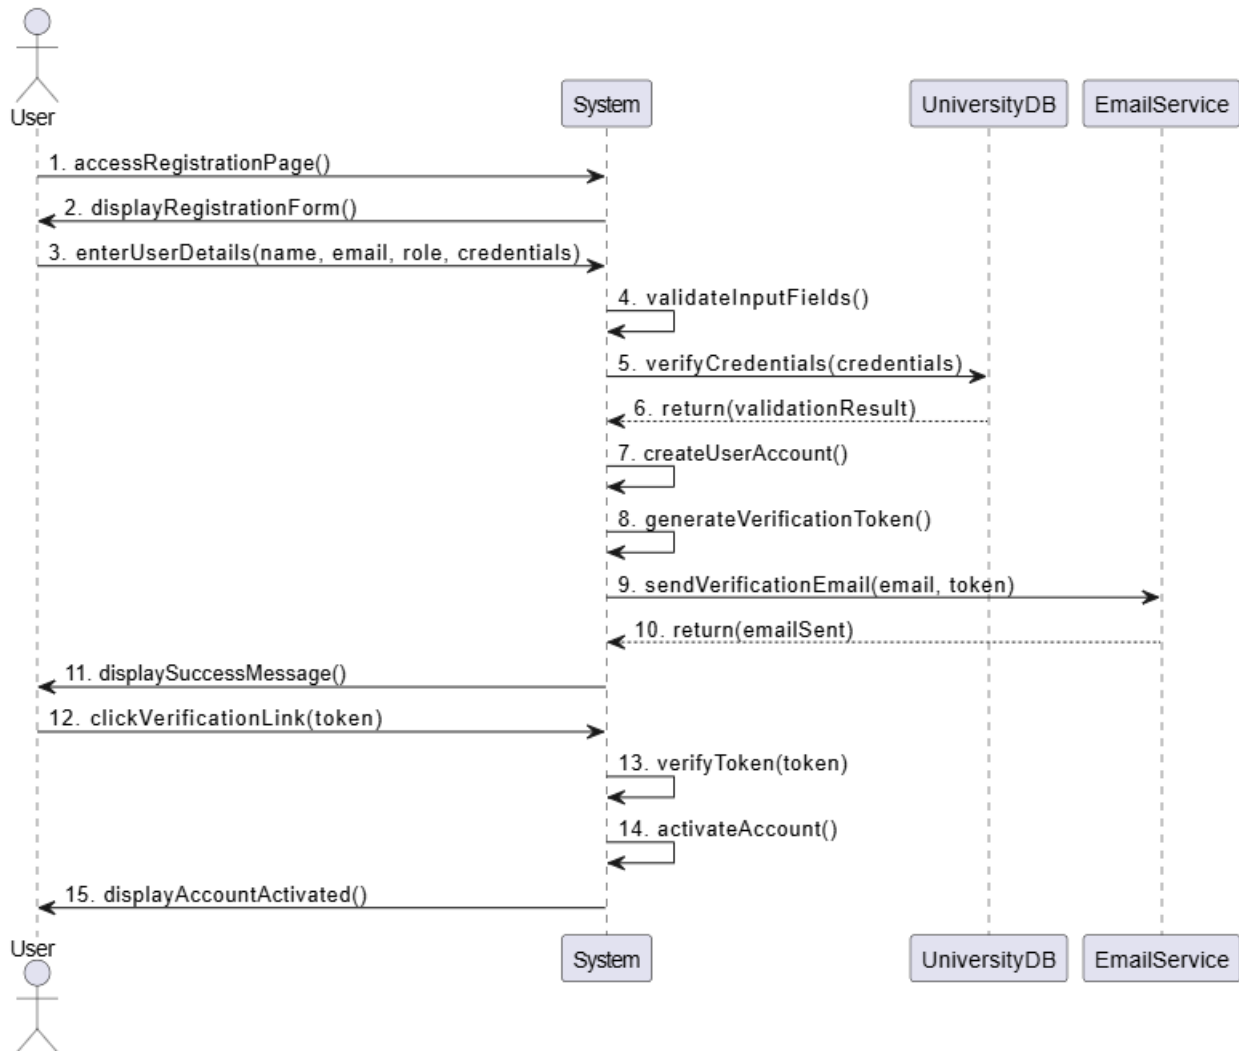 User
System
UniversityDB
EmailService
1. accessRegistrationPage()
2. displayRegistrationForm()
3. enterUserDetails(name, email, role, credentials)
4. validateInputFields()
5. verifyCredentials(credentials)
6. return(validationResult)
7. createUserAccount()
8. generateVerificationToken()
9. sendVerificationEmail(email, token)
10. return(emailSent)
11. displaySuccessMessage()
12. clickVerificationLink(token)
13. verifyToken(token)
14. activateAccount()
15. displayAccountActivated()
User
System
UniversityDB
EmailService